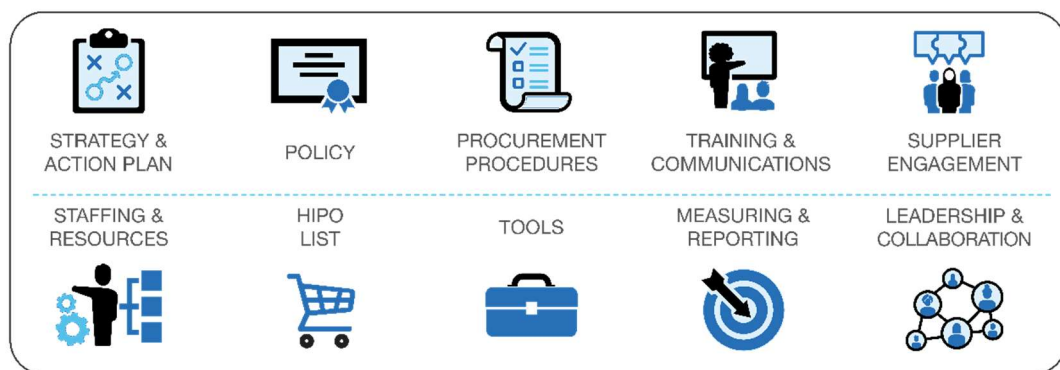 STRATEGY &
ACTION PLAN
POLICY
PROCUREMENT
PROCEDURES
TRAINING &
COMMUNICATIONS
SUPPLIER
ENGAGEMENT
STAFFING &
RESOURCES
HIPO
LIST
TOOLS
MEASURING &
REPORTING
LEADERSHIP &
COLLABORATION